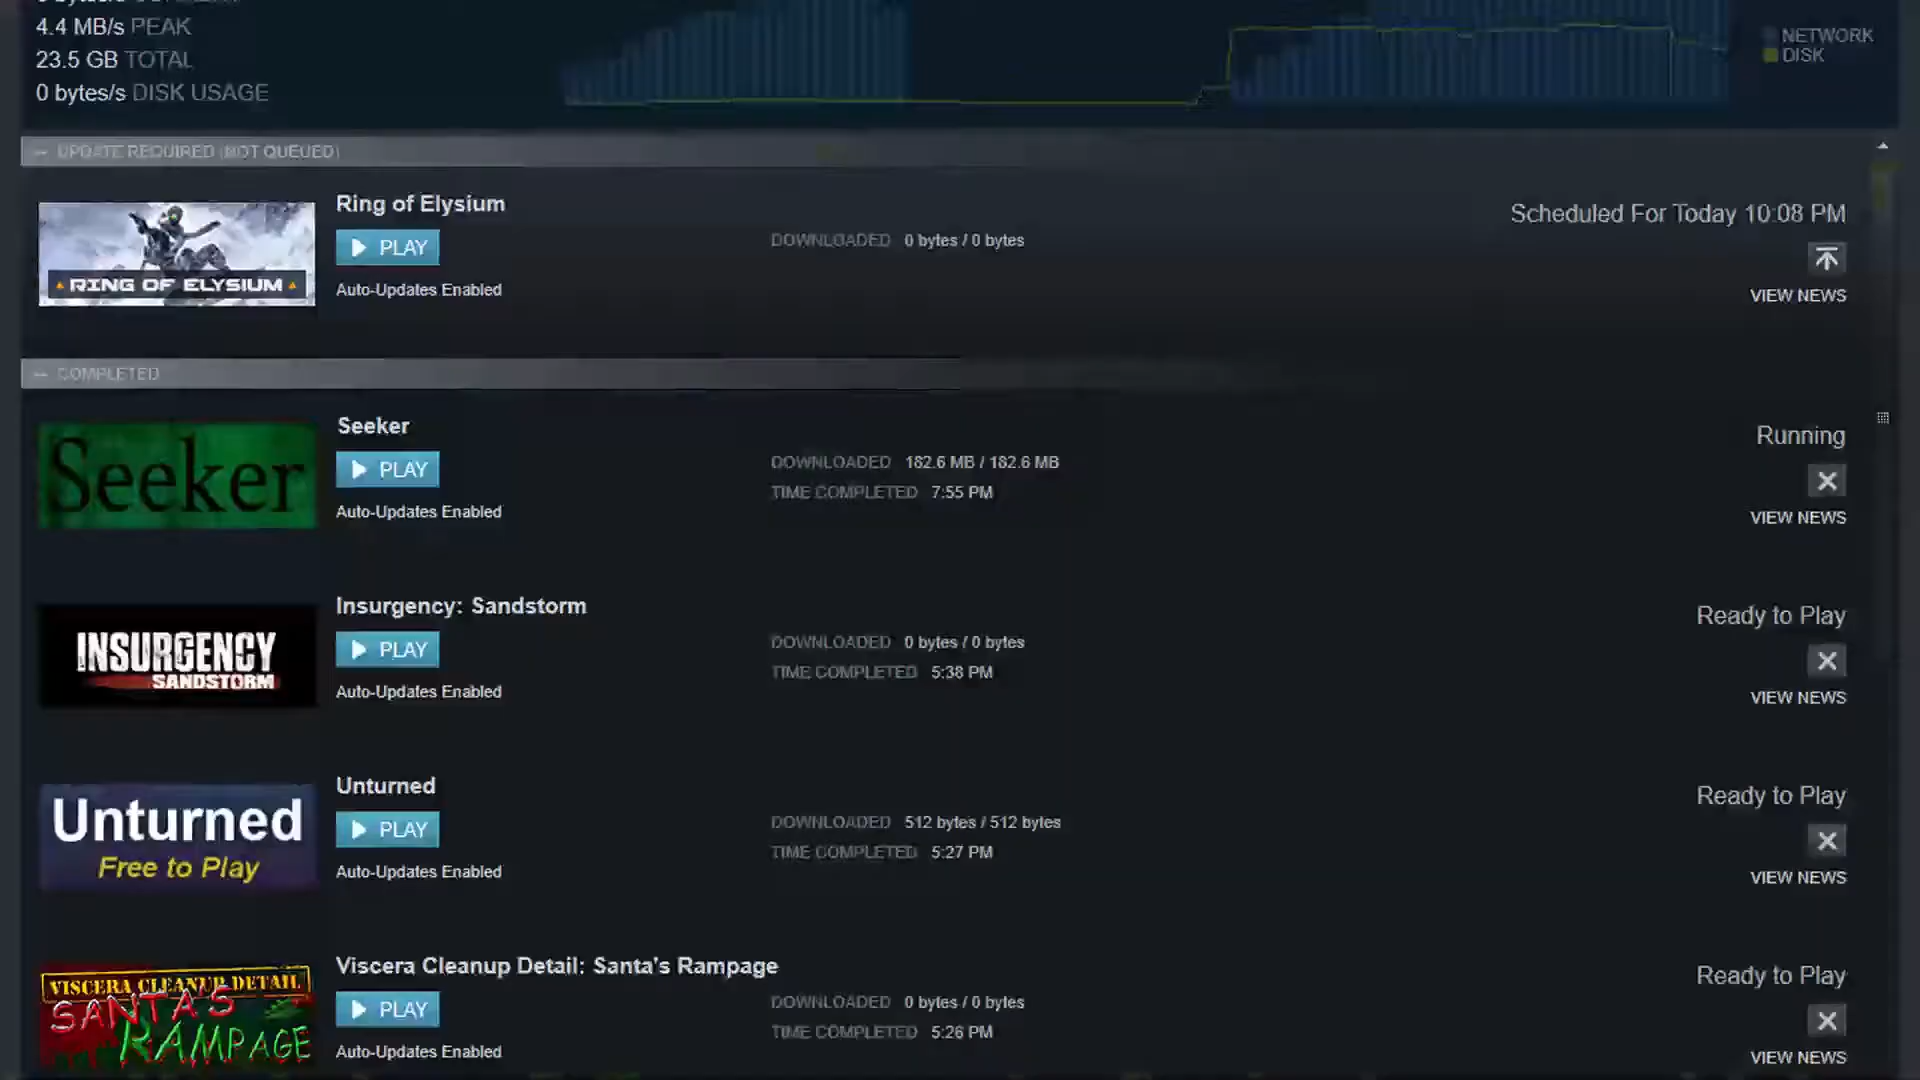 4.4 MB/s PEAK
23.5 GB TOTAL
0 bytes/s DISK USAGE
NETWORK
DISK
— UPDATE REQUIRED (NOT QUEUED)
RING OF ELYSIUM
Ring of Elysium
PLAY
Auto-Updates Enabled
DOWNLOADED 0 bytes / 0 bytes
Scheduled For Today 10:08 PM
VIEW NEWS
— COMPLETED
Seeker
Seeker
PLAY
Auto-Updates Enabled
DOWNLOADED 182.6 MB / 182.6 MB
TIME COMPLETED 7:55 PM
Running
VIEW NEWS
INSURGENCY
SANDSTORM
Insurgency: Sandstorm
PLAY
Auto-Updates Enabled
DOWNLOADED 0 bytes / 0 bytes
TIME COMPLETED 5:38 PM
Ready to Play
VIEW NEWS
Unturned
Free to Play
Unturned
PLAY
Auto-Updates Enabled
DOWNLOADED 512 bytes / 512 bytes
TIME COMPLETED 5:27 PM
Ready to Play
VIEW NEWS
VISCERA CLEANUP DETAIL
SANTA'S
RAMPAGE
Viscera Cleanup Detail: Santa's Rampage
PLAY
Auto-Updates Enabled
DOWNLOADED 0 bytes / 0 bytes
TIME COMPLETED 5:26 PM
Ready to Play
VIEW NEWS